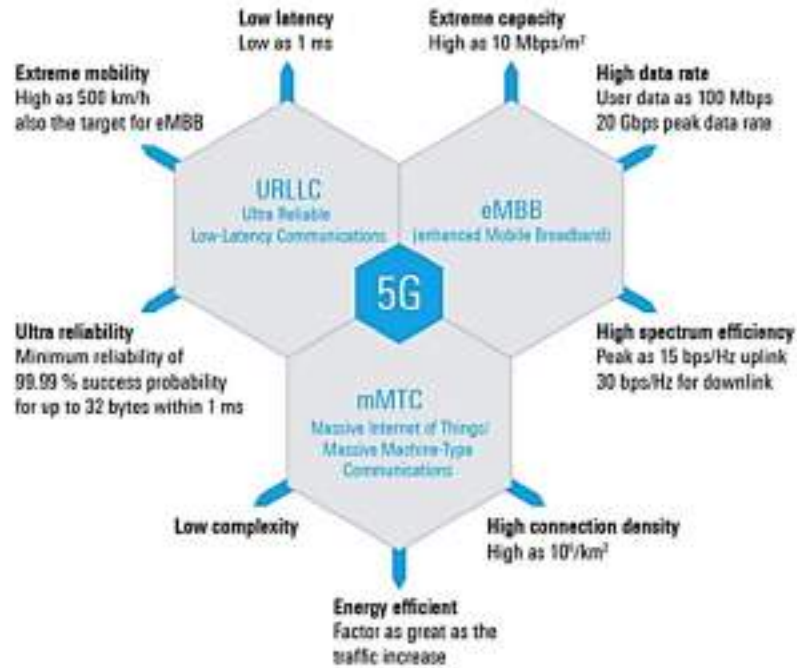 Low latency
Low as 1 ms
Extreme capacity
High as 10 Mbps/m²
Extreme mobility
High as 500 km/h
also the target for eMBB
High data rate
User data as 100 Mbps
20 Gbps peak data rate
URLLC
Ultra Reliable
Low-Latency Communications
eMBB
(enhanced Mobile Broadband)
5G
Ultra reliability
Minimum reliability of
99.99 % success probability
for up to 32 bytes within 1 ms
High spectrum efficiency
Peak as 15 bps/Hz uplink
30 bps/Hz for downlink
mMTC
Massive Internet of Things/
Massive Machine-Type
Communications
Low complexity
High connection density
High as 10⁶/km²
Energy efficient
Factor as great as the
traffic increase